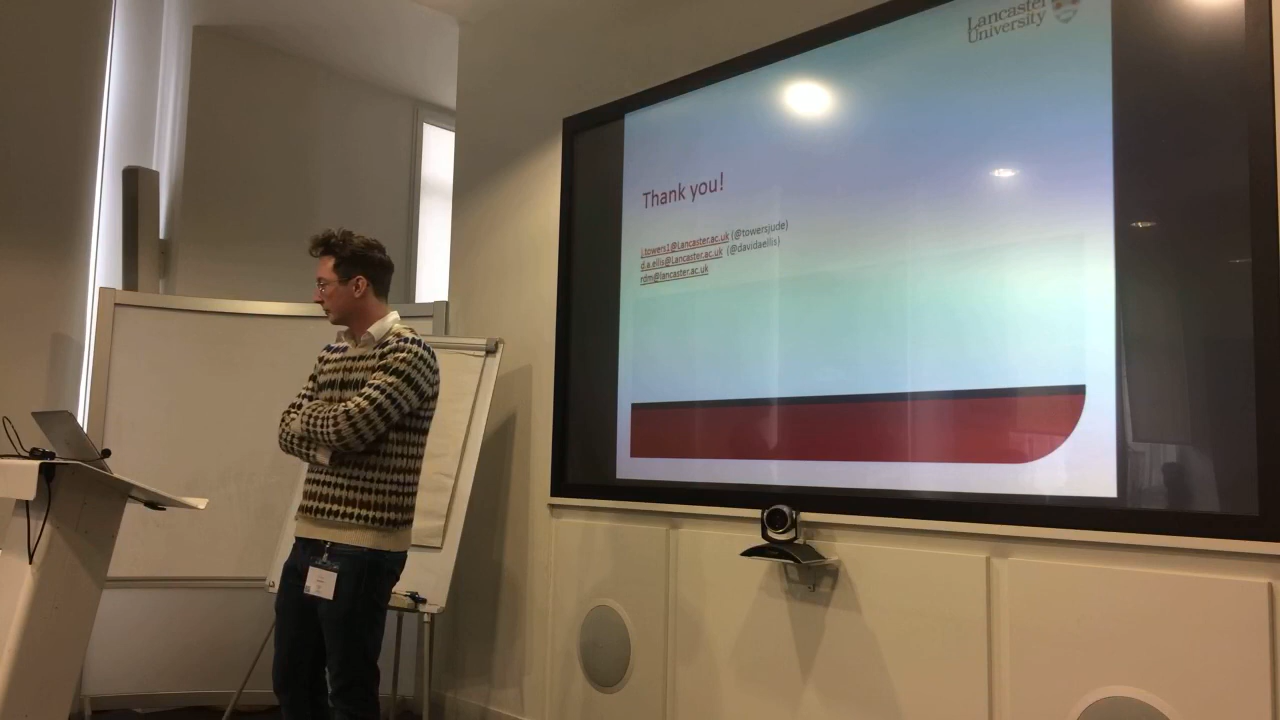 Lancaster
University
Thank you!
j.towers1@Lancaster.ac.uk (@towersjude)
d.a.ellis@Lancaster.ac.uk (@davidaellis)
rdm@lancaster.ac.uk